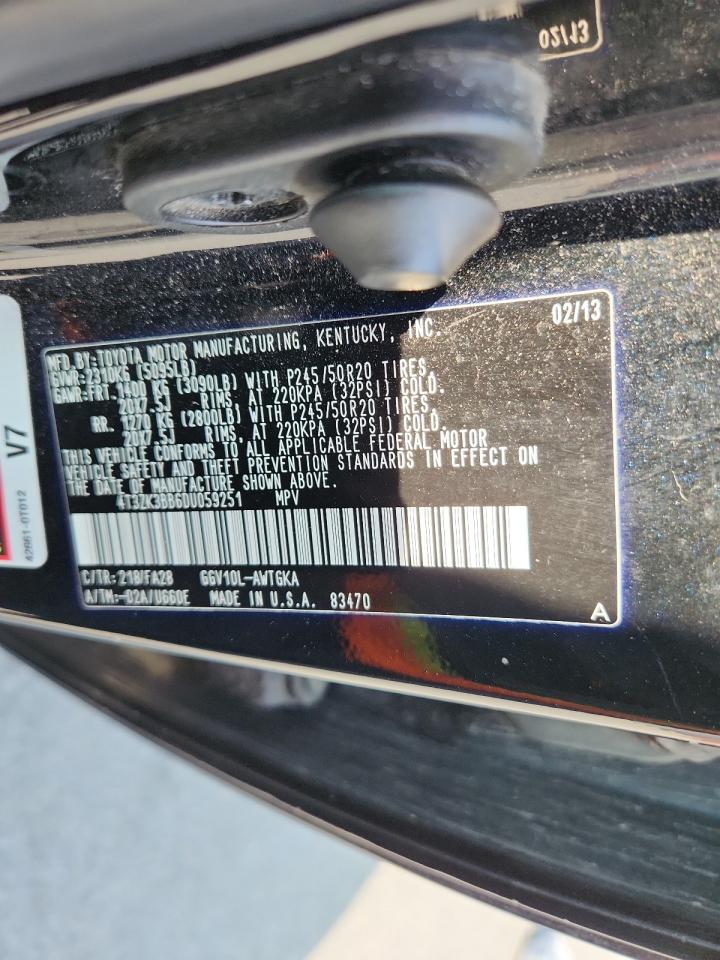 02/13
V7
42661-0T012
MFD.BY:TOYOTA MOTOR MANUFACTURING, KENTUCKY, INC. 02/13
GVWR:2310KG (5095LB)
GAWR:FRT.1400 KG (3090LB) WITH P245/50R20 TIRES,
20X7.5J RIMS, AT 220KPA (32PSI) COLD.
RR. 1270 KG (2800LB) WITH P245/50R20 TIRES,
20X7.5J RIMS, AT 220KPA (32PSI) COLD.
THIS VEHICLE CONFORMS TO ALL APPLICABLE FEDERAL MOTOR
VEHICLE SAFETY AND THEFT PREVENTION STANDARDS IN EFFECT ON
THE DATE OF MANUFACTURE SHOWN ABOVE.
4T3ZK3BB6DU059251 MPV
C/TR:218/FA28 GGV10L-AWTGKA
A/TM:-02A/U660E MADE IN U.S.A. 83470
A